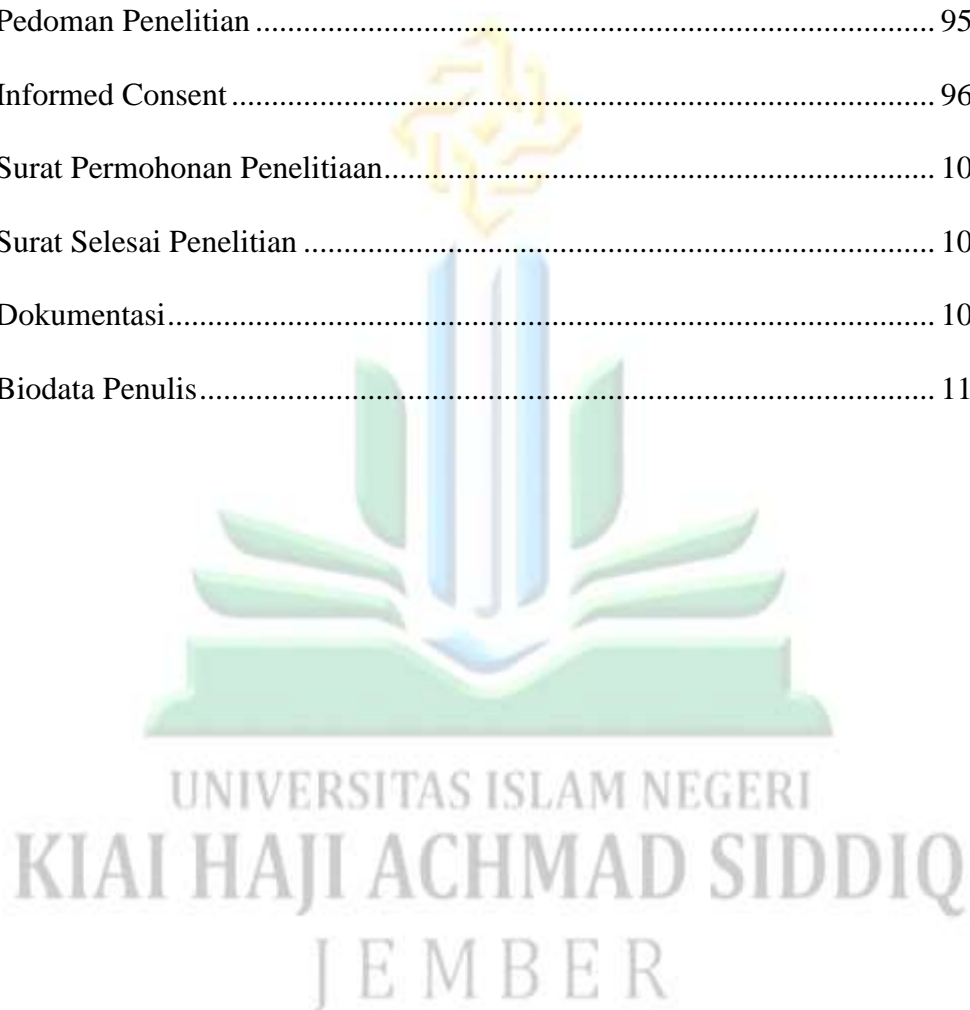 Pedoman Penelitian ........................................................................................ 95
Informed Consent ........................................................................................... 96
Surat Permohonan Penelitiaan....................................................................... 10
Surat Selesai Penelitian .................................................................................. 10
Dokumentasi.................................................................................................... 10
Biodata Penulis................................................................................................ 11
UNIVERSITAS ISLAM NEGERI
KIAI HAJI ACHMAD SIDDIQ
JEMBER